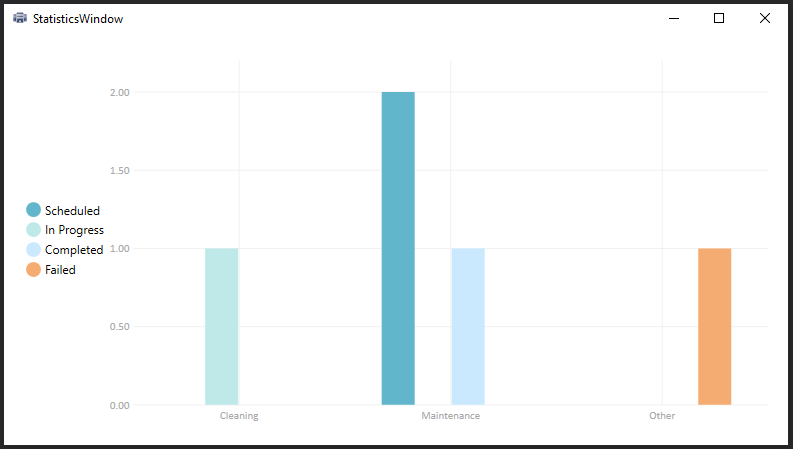 StatisticsWindow
2.00
1.50
1.00
0.50
0.00
Scheduled
In Progress
Completed
Failed
Cleaning Maintenance Other